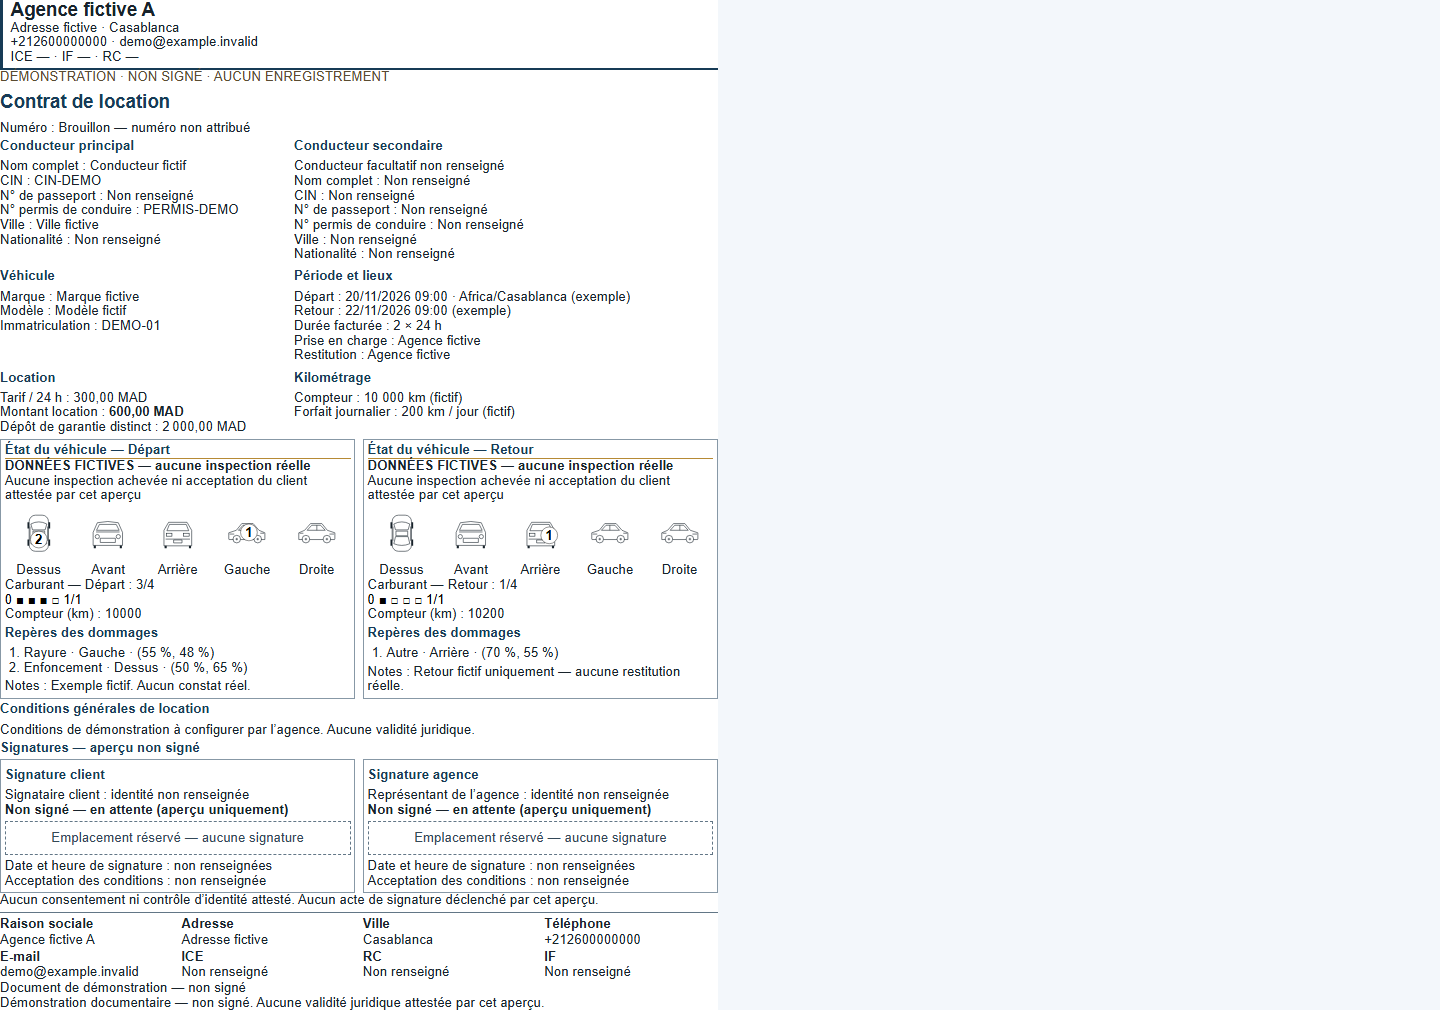 Agence fictive A
Adresse fictive · Casablanca
+212600000000 · demo@example.invalid
ICE — · IF — · RC —
DÉMONSTRATION · NON SIGNÉ · AUCUN ENREGISTREMENT
Contrat de location
Numéro : Brouillon — numéro non attribué
Conducteur principal
Nom complet : Conducteur fictif
CIN : CIN-DEMO
N° de passeport : Non renseigné
N° permis de conduire : PERMIS-DEMO
Ville : Ville fictive
Nationalité : Non renseigné
Conducteur secondaire
Conducteur facultatif non renseigné
Nom complet : Non renseigné
CIN : Non renseigné
N° de passeport : Non renseigné
N° permis de conduire : Non renseigné
Ville : Non renseigné
Nationalité : Non renseigné
Véhicule
Marque : Marque fictive
Modèle : Modèle fictif
Immatriculation : DEMO-01
Période et lieux
Départ : 20/11/2026 09:00 · Africa/Casablanca (exemple)
Retour : 22/11/2026 09:00 (exemple)
Durée facturée : 2 × 24 h
Prise en charge : Agence fictive
Restitution : Agence fictive
Location
Tarif / 24 h : 300,00 MAD
Montant location : 600,00 MAD
Dépôt de garantie distinct : 2 000,00 MAD
Kilométrage
Compteur : 10 000 km (fictif)
Forfait journalier : 200 km / jour (fictif)
État du véhicule — Départ
DONNÉES FICTIVES — aucune inspection réelle
Aucune inspection achevée ni acceptation du client
attestée par cet aperçu
2
1
Dessus Avant Arrière Gauche Droite
Carburant — Départ : 3/4
0 ■ ■ ■ □ 1/1
Compteur (km) : 10000
Repères des dommages
1. Rayure · Gauche · (55 %, 48 %)
2. Enfoncement · Dessus · (50 %, 65 %)
Notes : Exemple fictif. Aucun constat réel.
État du véhicule — Retour
DONNÉES FICTIVES — aucune inspection réelle
Aucune inspection achevée ni acceptation du client
attestée par cet aperçu
1
Dessus Avant Arrière Gauche Droite
Carburant — Retour : 1/4
0 ■ □ □ □ 1/1
Compteur (km) : 10200
Repères des dommages
1. Autre · Arrière · (70 %, 55 %)
Notes : Retour fictif uniquement — aucune restitution
réelle.
Conditions générales de location
Conditions de démonstration à configurer par l’agence. Aucune validité juridique.
Signatures — aperçu non signé
Signature client
Signataire client : identité non renseignée
Non signé — en attente (aperçu uniquement)
Emplacement réservé — aucune signature
Date et heure de signature : non renseignées
Acceptation des conditions : non renseignée
Signature agence
Représentant de l’agence : identité non renseignée
Non signé — en attente (aperçu uniquement)
Emplacement réservé — aucune signature
Date et heure de signature : non renseignées
Acceptation des conditions : non renseignée
Aucun consentement ni contrôle d’identité attesté. Aucun acte de signature déclenché par cet aperçu.
Raison sociale Adresse Ville Téléphone
Agence fictive A Adresse fictive Casablanca +212600000000
E-mail ICE RC IF
demo@example.invalid Non renseigné Non renseigné Non renseigné
Document de démonstration — non signé
Démonstration documentaire — non signé. Aucune validité juridique attestée par cet aperçu.